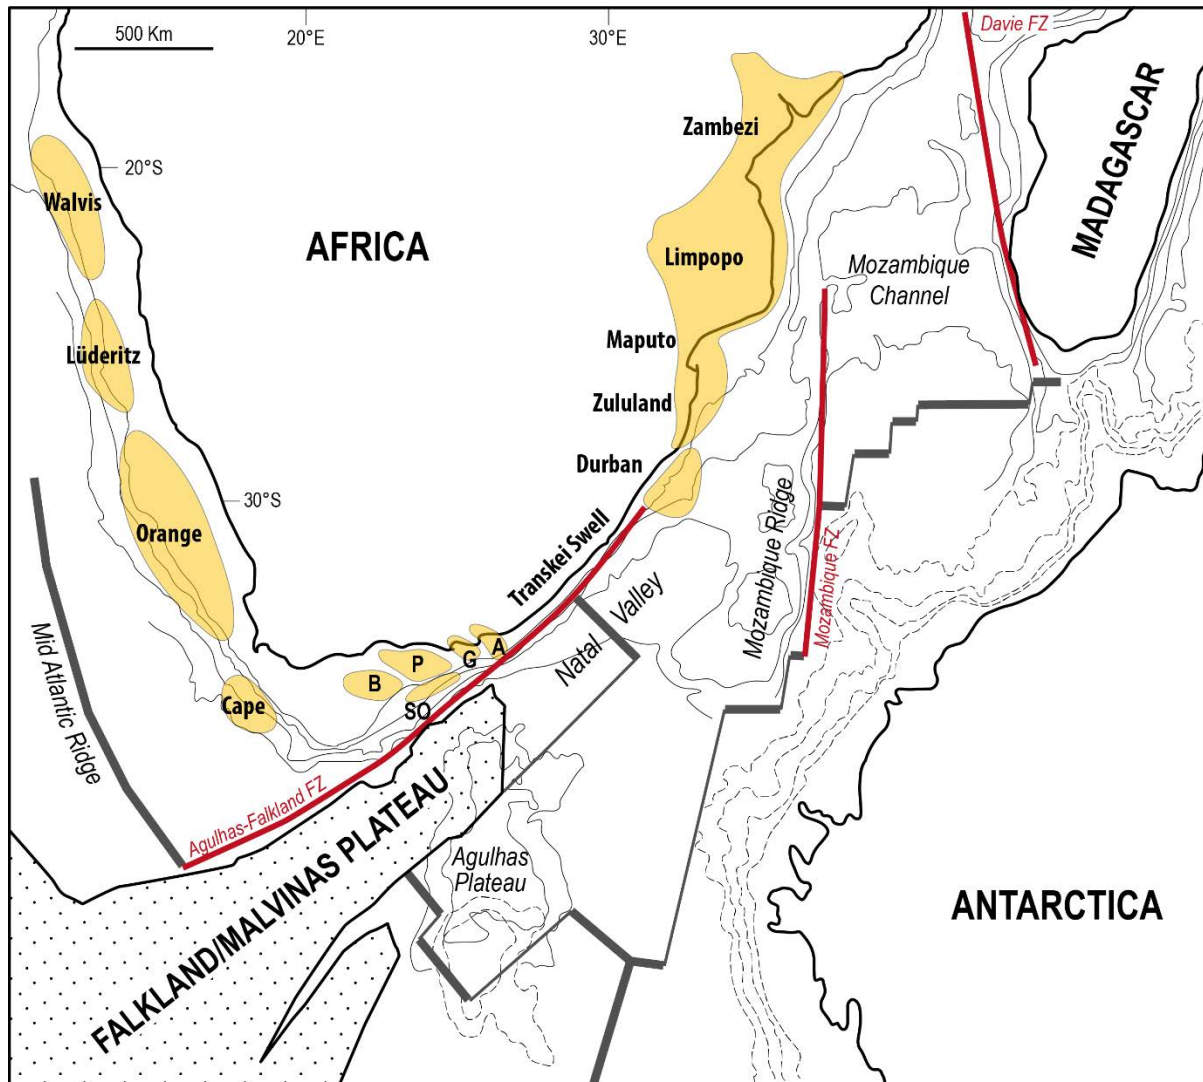 500 Km
20°E
30°E
Davie FZ
Zambezi
MADAGASCAR
20°S
Walvis
AFRICA
Limpopo
Mozambique
Channel
Lüderitz
Maputo
Zululand
Durban
30°S
Orange
Transkei Swell
Mozambique Ridge
Mozambique FZ
Natal Valley
Mid Atlantic Ridge
A
G
P
B
SO
Cape
Agulhas-Falkland FZ
FALKLAND/MALVINAS PLATEAU
Agulhas
Plateau
ANTARCTICA